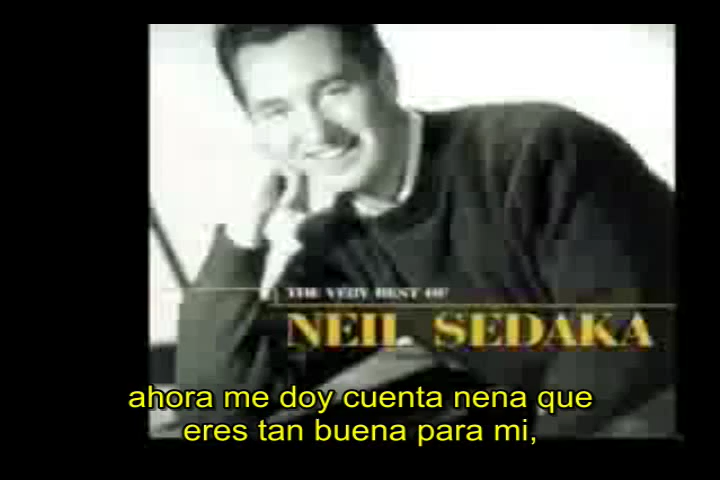 THE VERY BEST OF
NEIL SEDAKA
ahora me doy cuenta nena que
eres tan buena para mi,